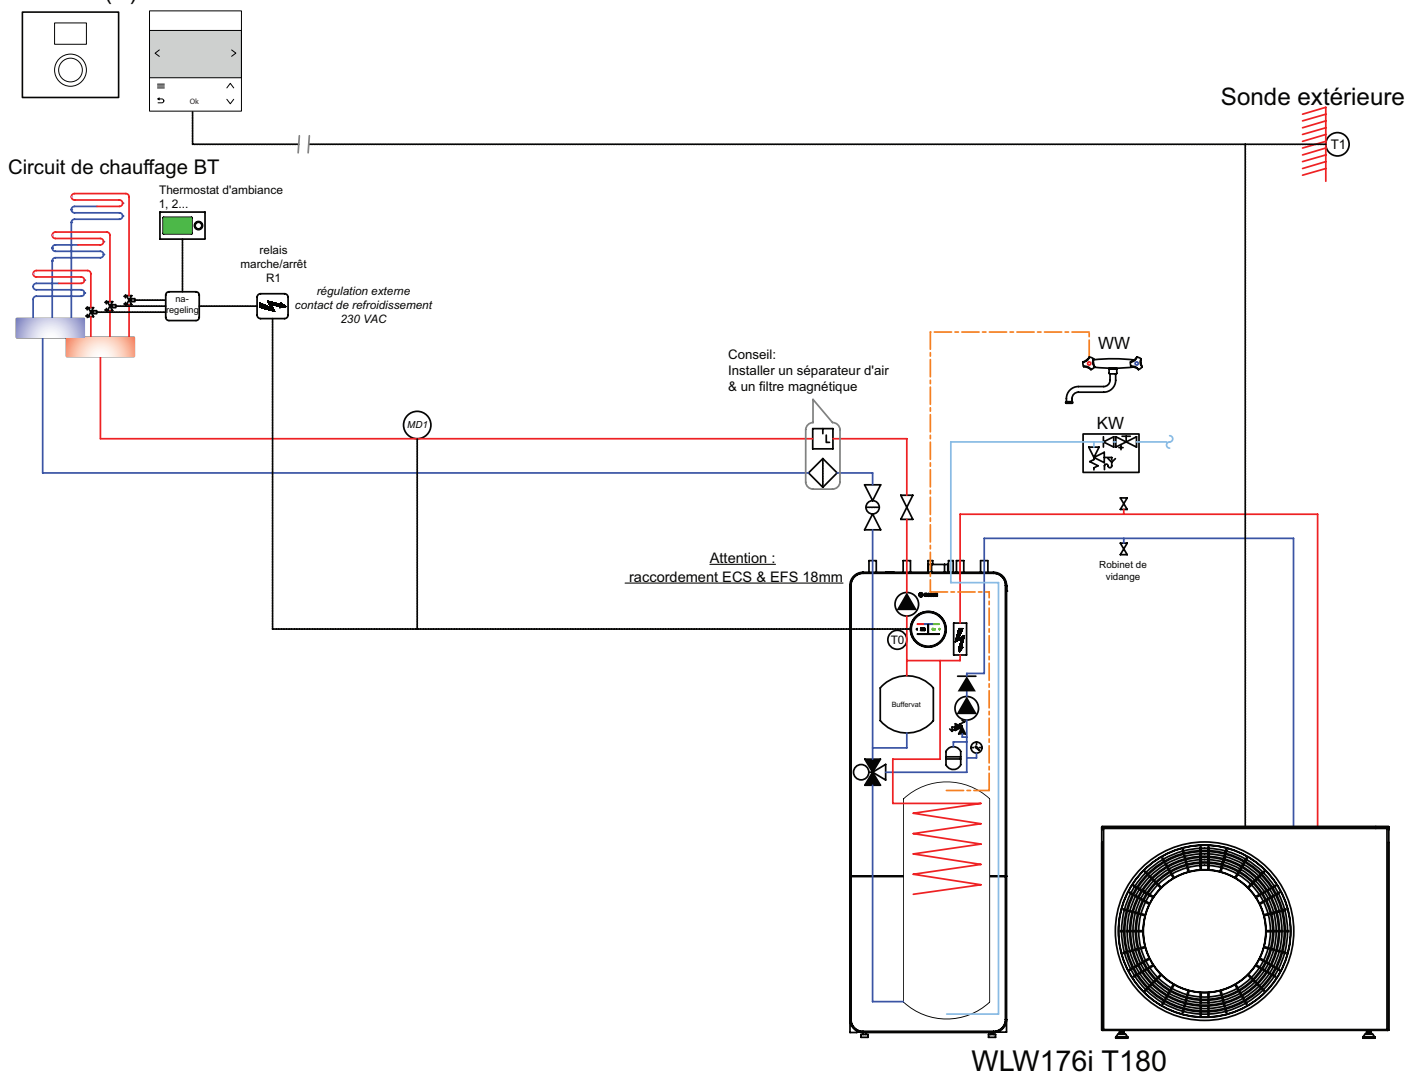 Ok
Sonde extérieure
T1
Circuit de chauffage BT
Thermostat d'ambiance
1, 2...
relais
marche/arrêt
R1
na-
regeling
régulation externe
contact de refroidissement
230 VAC
Conseil:
Installer un séparateur d'air
& un filtre magnétique
WW
MD1
L
KW
Attention :
raccordement ECS & EFS 18mm
Robinet de
vidange
T0
Buffervat
WLW176i T180